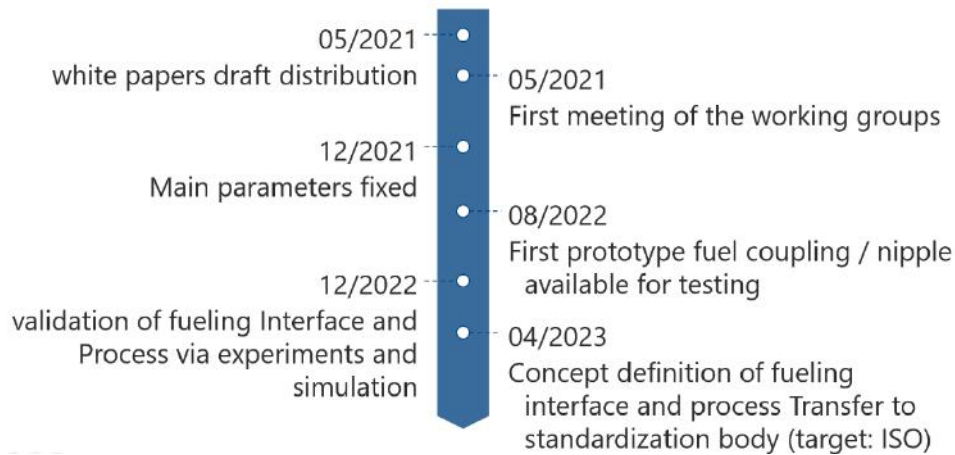 05/2021
white papers draft distribution
05/2021
First meeting of the working groups
12/2021
Main parameters fixed
08/2022
First prototype fuel coupling / nipple
available for testing
12/2022
validation of fueling Interface and
Process via experiments and
simulation
04/2023
Concept definition of fueling
interface and process Transfer to
standardization body (target: ISO)